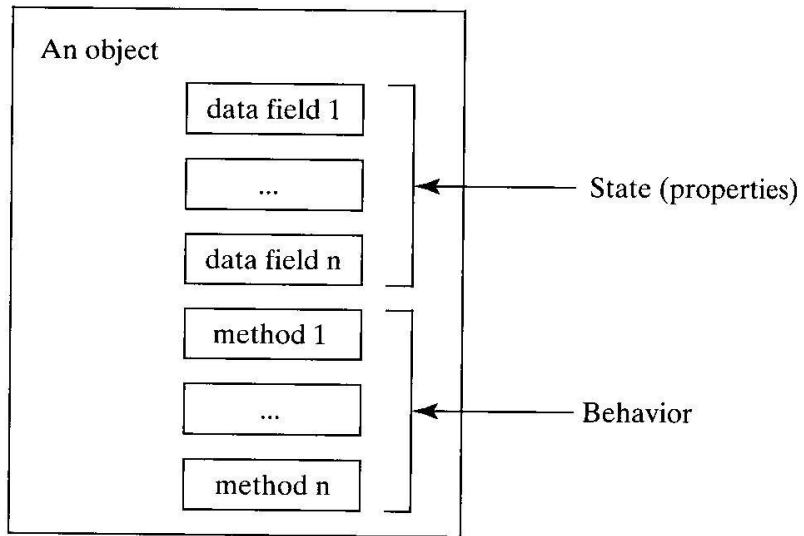 An object
data field 1
...
data field n
State (properties)
method 1
...
method n
Behavior